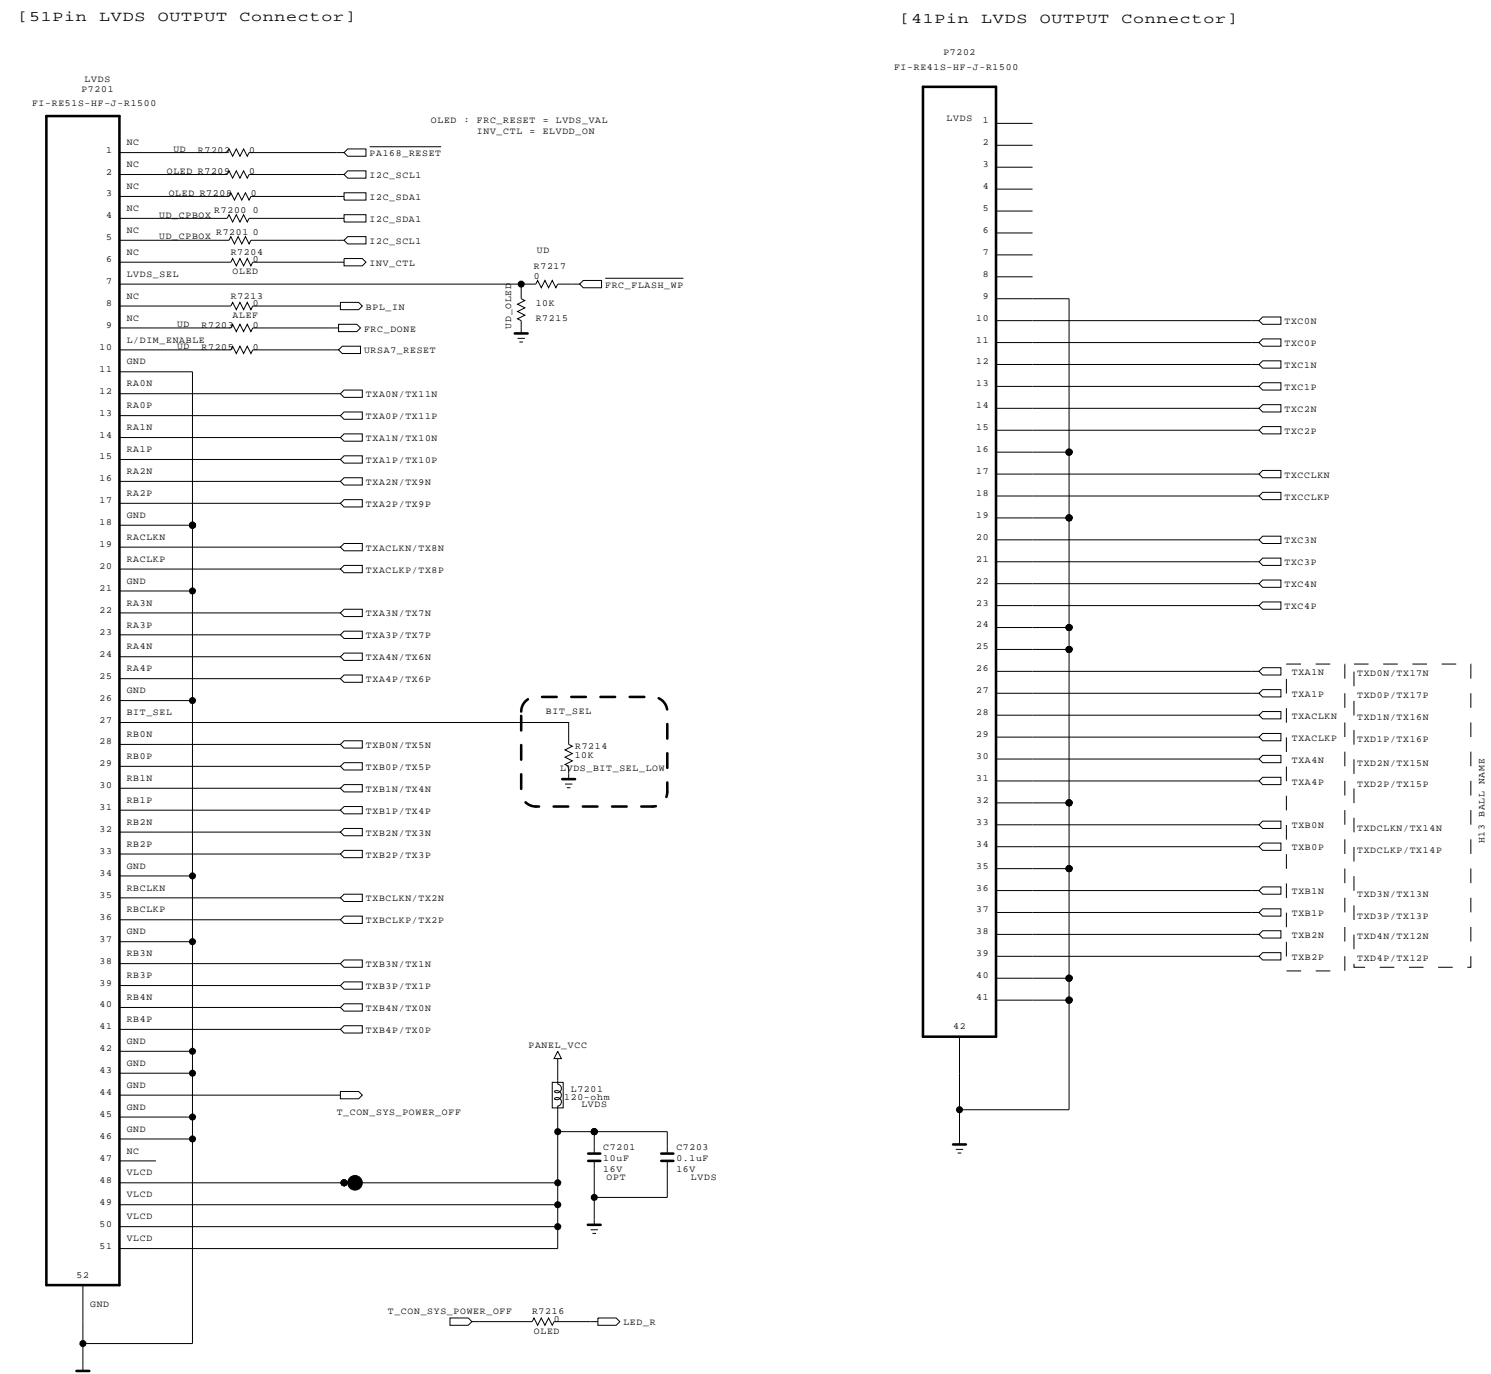 [51Pin LVDS OUTPUT Connector]
LVDS
P7201
FI-RE51S-HF-J-R1500
OLED : FRC_RESET = LVDS_VAL
INV_CTL = ELVDD_ON
1 NC UD R7202 0 PA168_RESET
2 NC OLED R7209 0 I2C_SCL1
3 NC OLED R7208 0 I2C_SDA1
4 NC UD_CPBOX R7200 0 I2C_SDA1
5 NC UD_CPBOX R7201 0 I2C_SCL1
6 NC R7204 0 OLED INV_CTL
7 LVDS_SEL
UD
R7217
0
FRC_FLASH_WP
UD_OLED
10K
R7215
8 NC R7213 0 ALEF BPL_IN
9 NC UD R7203 0 FRC_DONE
10 L/DIM_ENABLE UD R7205 0 URSA7_RESET
11 GND
12 RA0N TXA0N/TX11N
13 RA0P TXA0P/TX11P
14 RA1N TXA1N/TX10N
15 RA1P TXA1P/TX10P
16 RA2N TXA2N/TX9N
17 RA2P TXA2P/TX9P
18 GND
19 RACLKN TXACLKN/TX8N
20 RACLKP TXACLKP/TX8P
21 GND
22 RA3N TXA3N/TX7N
23 RA3P TXA3P/TX7P
24 RA4N TXA4N/TX6N
25 RA4P TXA4P/TX6P
26 GND
27 BIT_SEL
BIT_SEL
R7214
10K
LVDS_BIT_SEL_LOW
28 RB0N TXB0N/TX5N
29 RB0P TXB0P/TX5P
30 RB1N TXB1N/TX4N
31 RB1P TXB1P/TX4P
32 RB2N TXB2N/TX3N
33 RB2P TXB2P/TX3P
34 GND
35 RBCLKN TXBCLKN/TX2N
36 RBCLKP TXBCLKP/TX2P
37 GND
38 RB3N TXB3N/TX1N
39 RB3P TXB3P/TX1P
40 RB4N TXB4N/TX0N
41 RB4P TXB4P/TX0P
42 GND
43 GND
44 GND
T_CON_SYS_POWER_OFF
45 GND
46 GND
47 NC
48 VLCD
49 VLCD
50 VLCD
51 VLCD
52
GND
PANEL_VCC
L7201
120-ohm
LVDS
C7201
10uF
16V
OPT
C7203
0.1uF
16V
LVDS
T_CON_SYS_POWER_OFF R7216 0 OLED LED_R
[41Pin LVDS OUTPUT Connector]
P7202
FI-RE41S-HF-J-R1500
LVDS 1
2
3
4
5
6
7
8
9
10 TXC0N
11 TXC0P
12 TXC1N
13 TXC1P
14 TXC2N
15 TXC2P
16
17 TXCCLKN
18 TXCCLKP
19
20 TXC3N
21 TXC3P
22 TXC4N
23 TXC4P
24
25
26 TXA1N TXD0N/TX17N
27 TXA1P TXD0P/TX17P
28 TXACLKN TXD1N/TX16N
29 TXACLKP TXD1P/TX16P
30 TXA4N TXD2N/TX15N
31 TXA4P TXD2P/TX15P
32
33 TXB0N TXDCLKN/TX14N
34 TXB0P TXDCLKP/TX14P
35
36 TXB1N TXD3N/TX13N
37 TXB1P TXD3P/TX13P
38 TXB2N TXD4N/TX12N
39 TXB2P TXD4P/TX12P
40
41
42
H13 BALL NAME